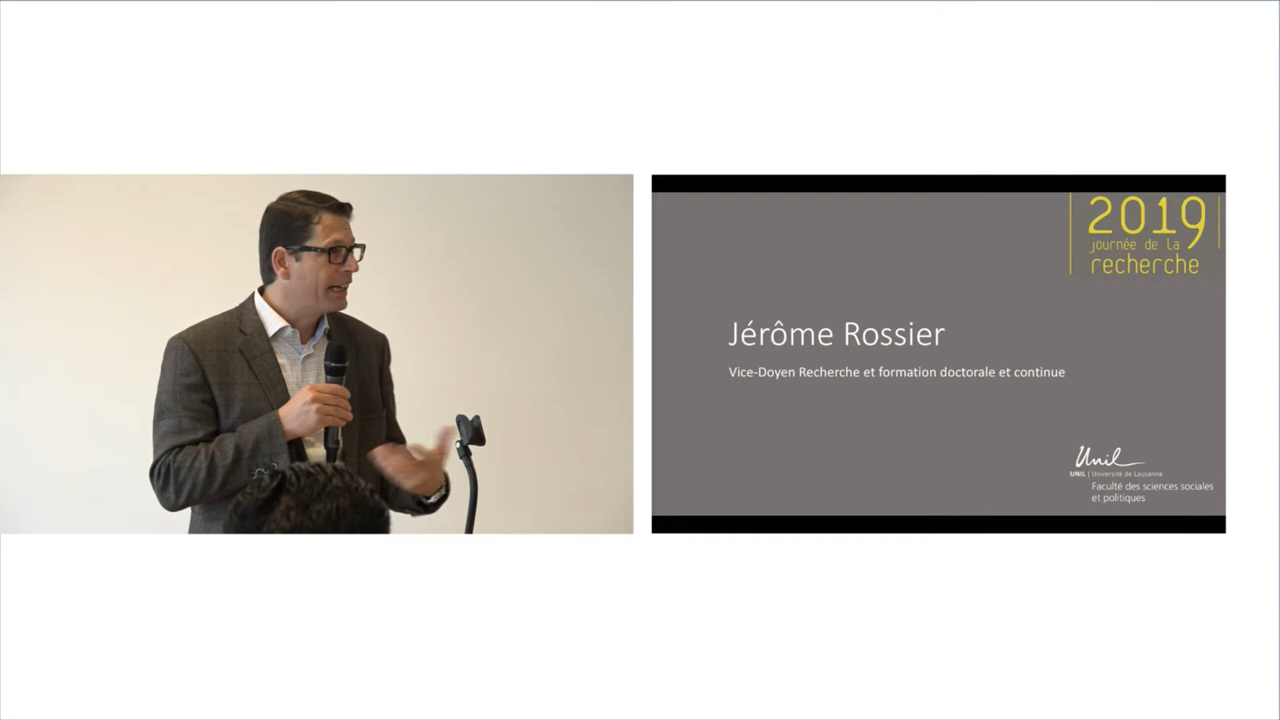 2019
journée de la
recherche
Jérôme Rossier
Vice-Doyen Recherche et formation doctorale et continue
Unil
UNIL | Université de Lausanne
Faculté des sciences sociales
et politiques